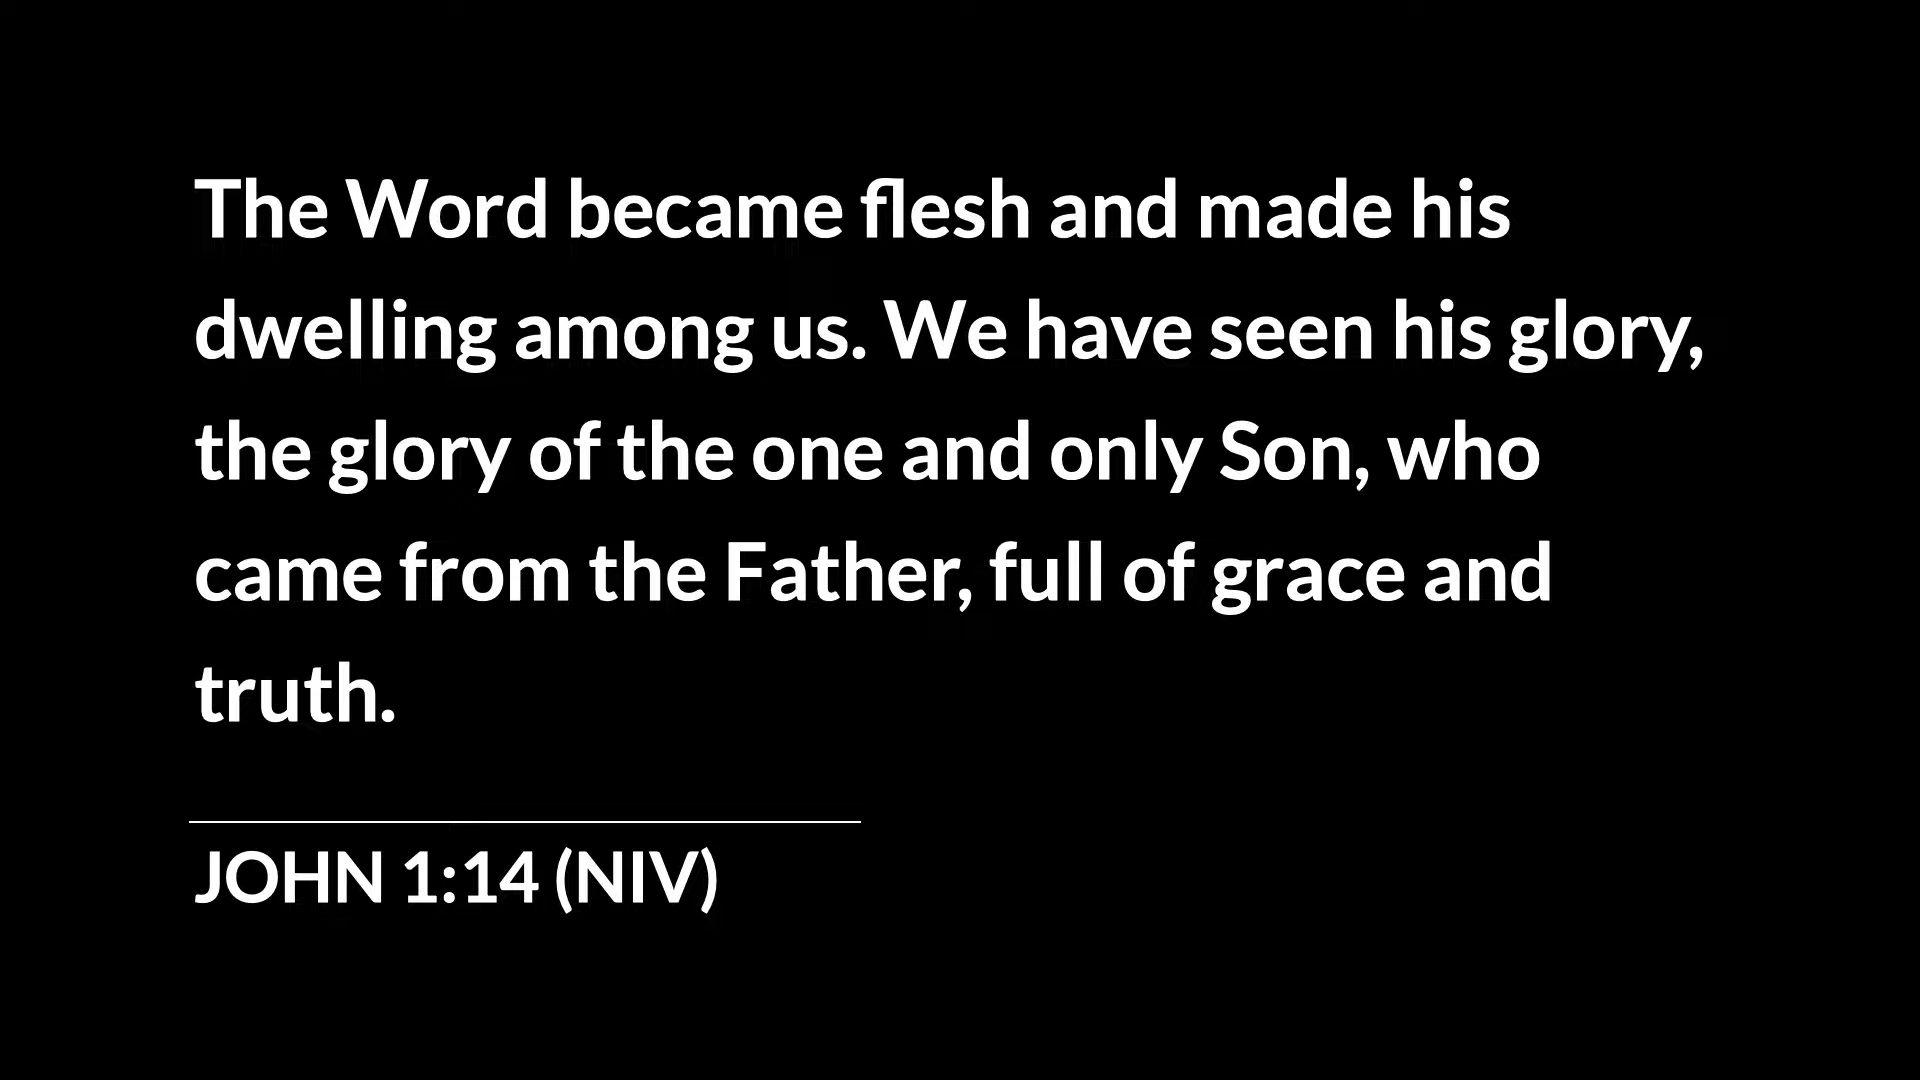 The Word became flesh and made his
dwelling among us. We have seen his glory,
the glory of the one and only Son, who
came from the Father, full of grace and
truth.
JOHN 1:14 (NIV)